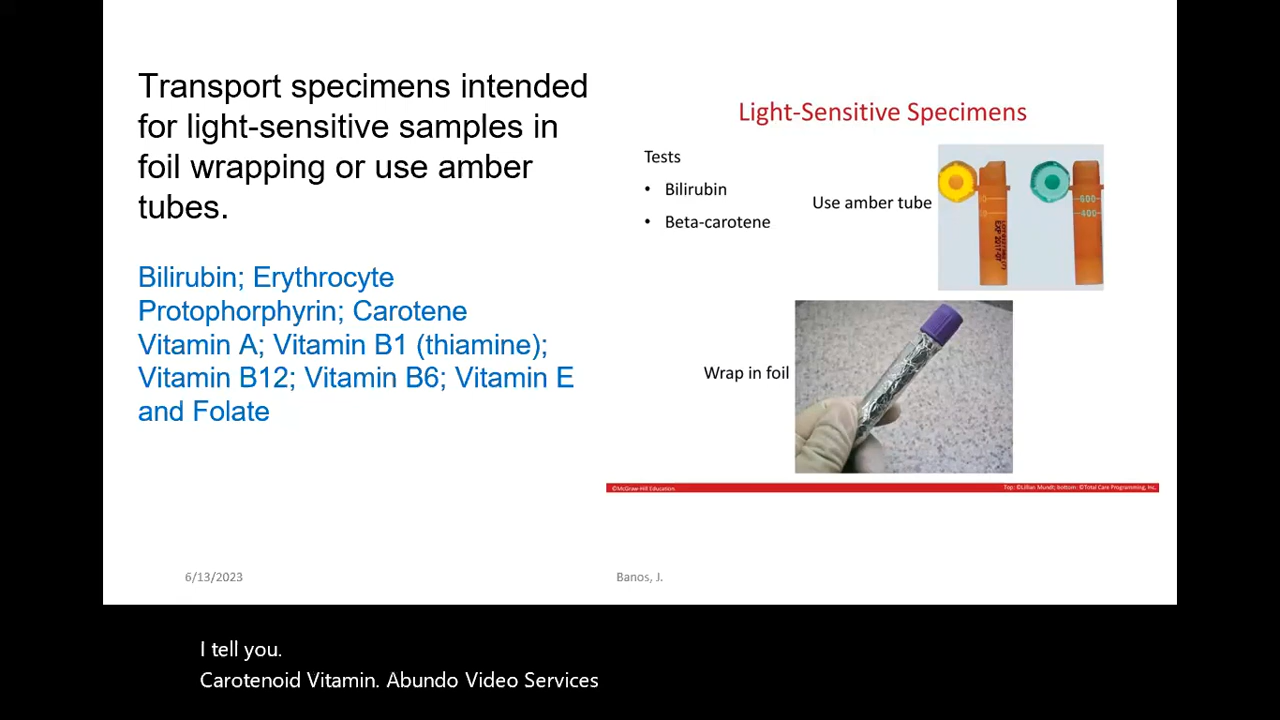 Transport specimens intended
for light-sensitive samples in
foil wrapping or use amber
tubes.
Bilirubin; Erythrocyte
Protophorphyrin; Carotene
Vitamin A; Vitamin B1 (thiamine);
Vitamin B12; Vitamin B6; Vitamin E
and Folate
Light-Sensitive Specimens
Tests
• Bilirubin
• Beta-carotene
Use amber tube
600
400
Wrap in foil
©McGraw-Hill Education.
Top: ©Lillian Mundt; bottom: ©Total Care Programming, Inc.
6/13/2023
Banos, J.
I tell you.
Carotenoid Vitamin. Abundo Video Services